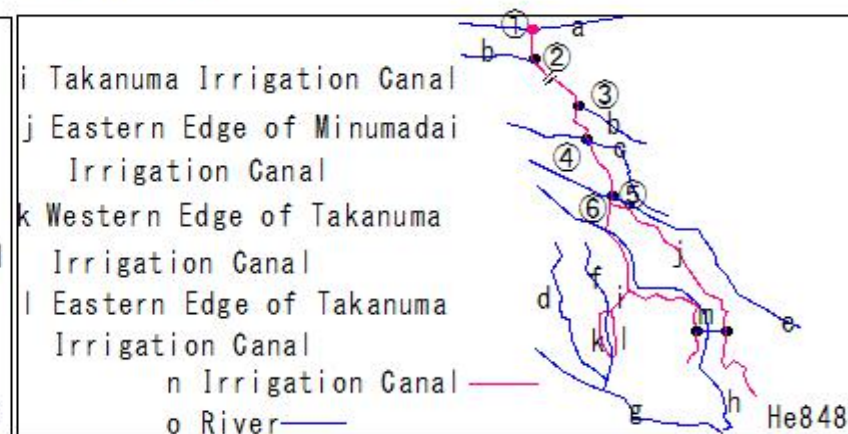 i Takanuma Irrigation Canal
j Eastern Edge of Minumadai
Irrigation Canal
k Western Edge of Takanuma
Irrigation Canal
l Eastern Edge of Takanuma
Irrigation Canal
n Irrigation Canal
o River
① a
b ②
③
b
④ c
⑤
⑥
j
d f i
m e
k l
g h
He848